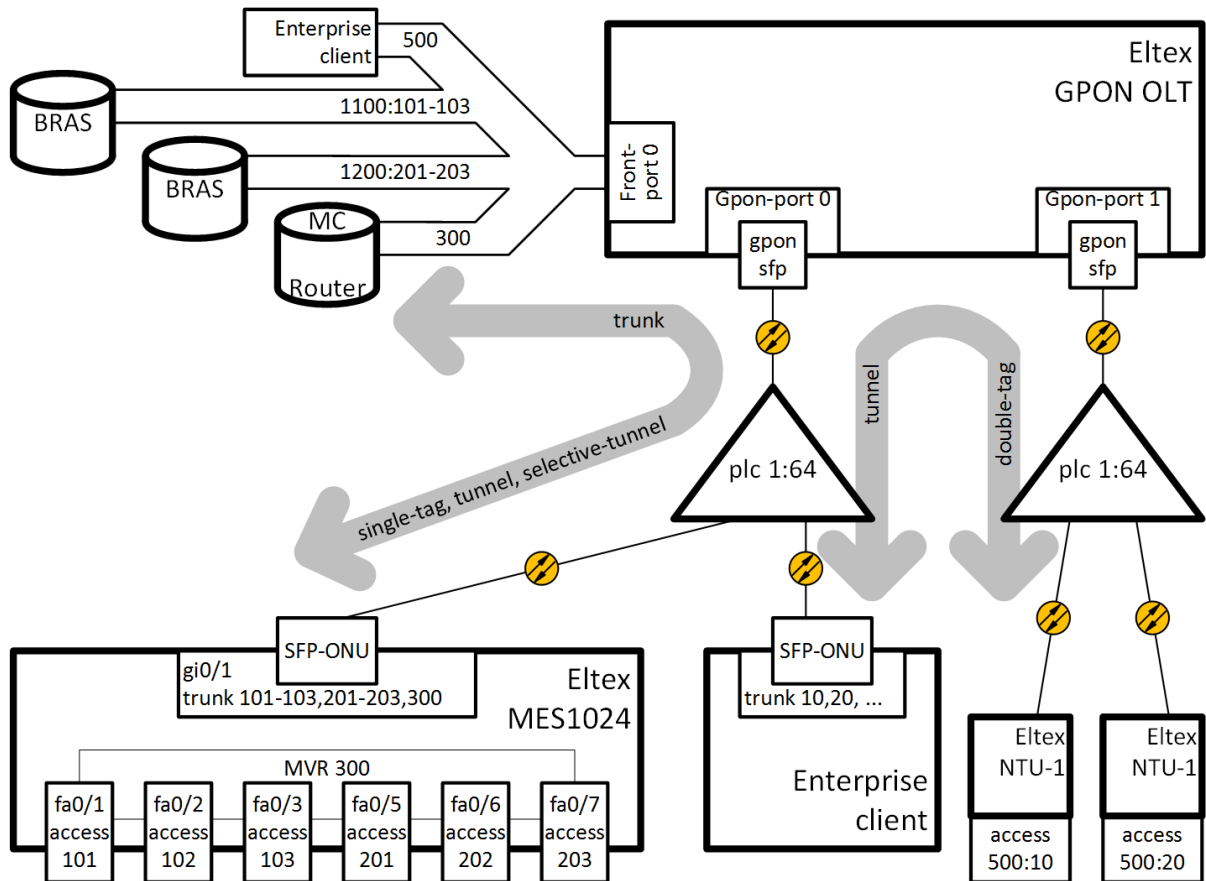 Enterprise
client
500
Eltex
GPON OLT
BRAS
1100:101-103
BRAS
1200:201-203
MC
Router
300
Front-
port 0
Gpon-port 0
gpon
sfp
Gpon-port 1
gpon
sfp
trunk
tunnel
double-tag
single-tag, tunnel, selective-tunnel
plc 1:64
plc 1:64
SFP-ONU
gi0/1
trunk 101-103,201-203,300
Eltex
MES1024
MVR 300
fa0/1
access
101
fa0/2
access
102
fa0/3
access
103
fa0/5
access
201
fa0/6
access
202
fa0/7
access
203
SFP-ONU
trunk 10,20, ...
Enterprise
client
Eltex
NTU-1
access
500:10
Eltex
NTU-1
access
500:20